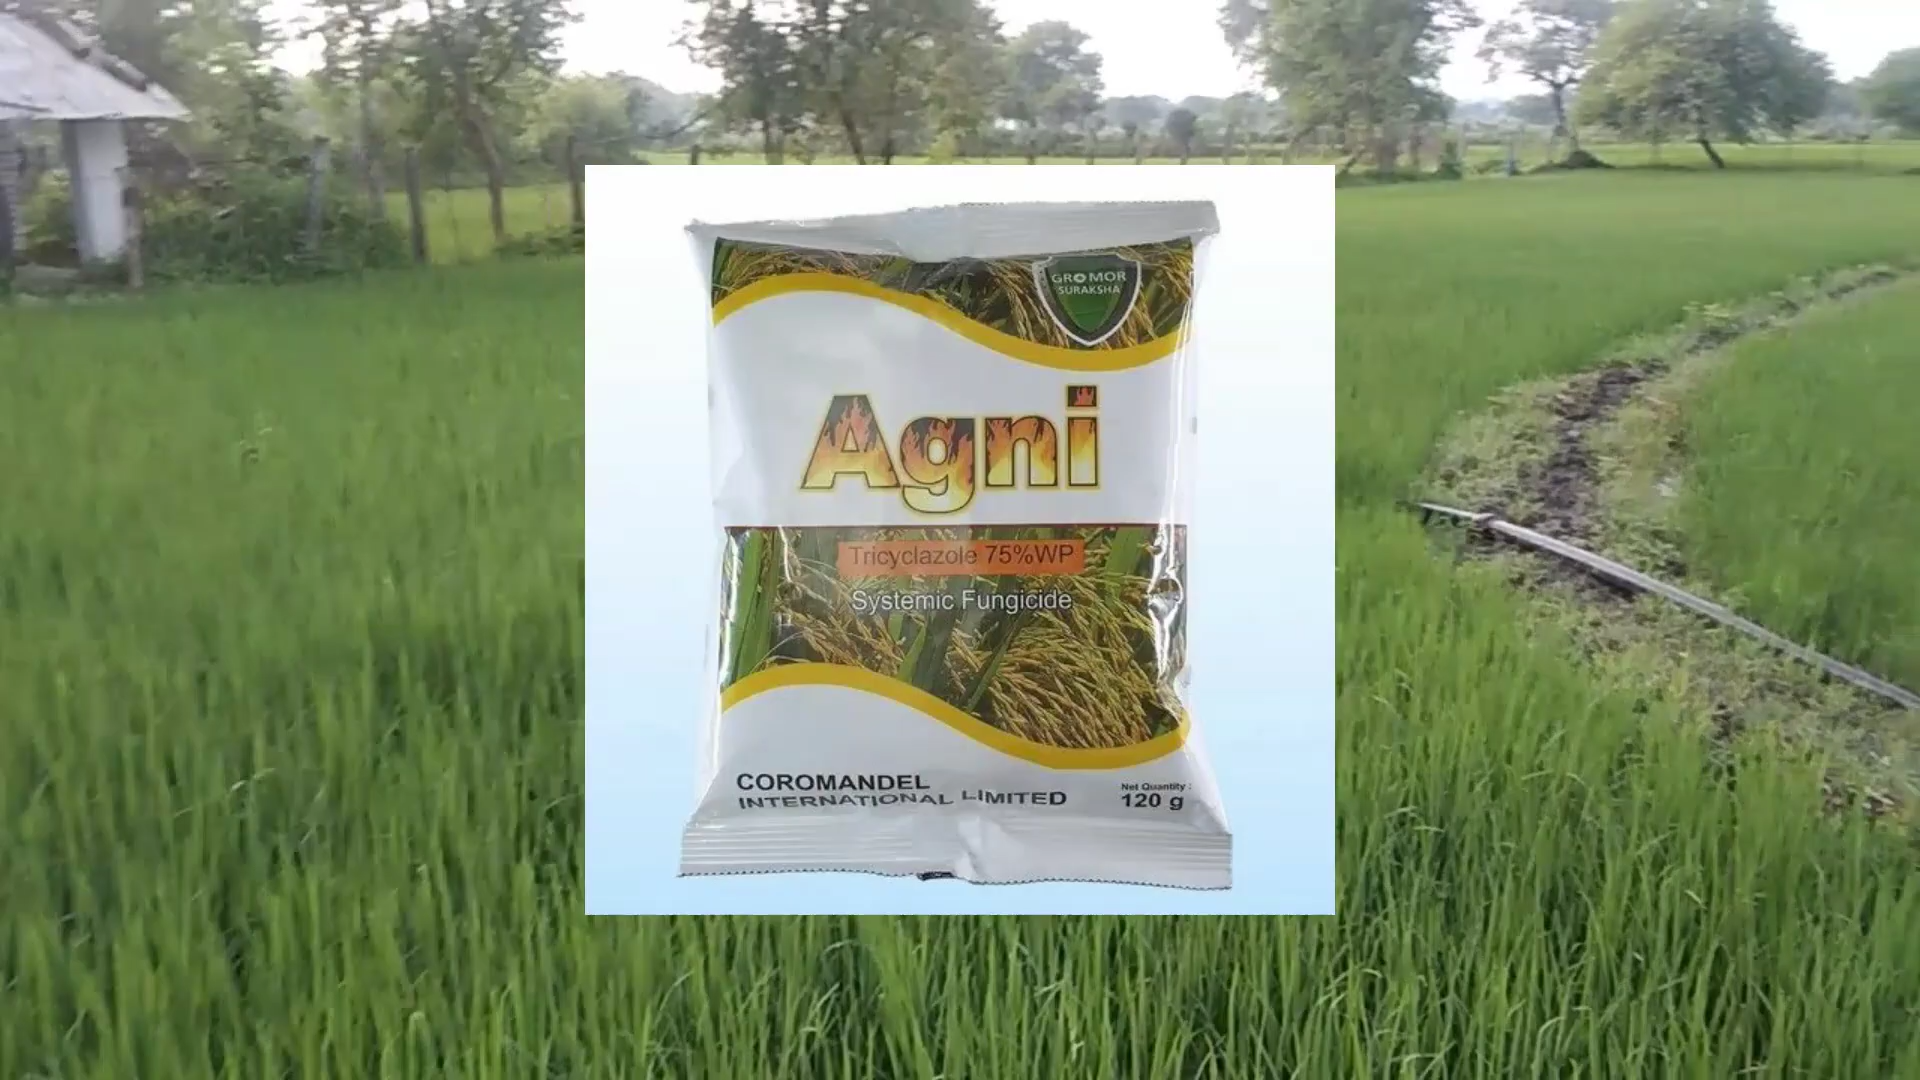 GROMOR
SURAKSHA
Agni
Tricyclazole 75%WP
Systemic Fungicide
COROMANDEL
INTERNATIONAL LIMITED
Net Quantity :
120 g